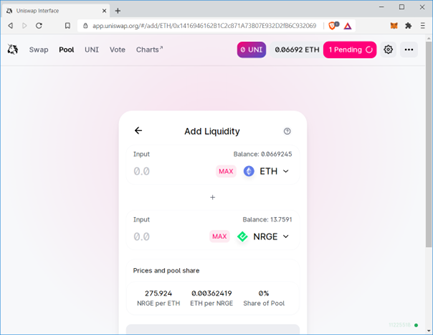 Uniswap Interface
app.uniswap.org/#/add/ETH/0x141694616281C2c871A73807E932D2fB6C932069
Swap Pool UNI Vote Charts 0 UNI 0.06692 ETH 1 Pending
Add Liquidity
Input Balance: 0.0669245
0.0 MAX ETH
+
Input Balance: 13.7591
0.0 MAX NRGE
Prices and pool share
275.924 0.00362419 0%
NRGE per ETH ETH per NRGE Share of Pool